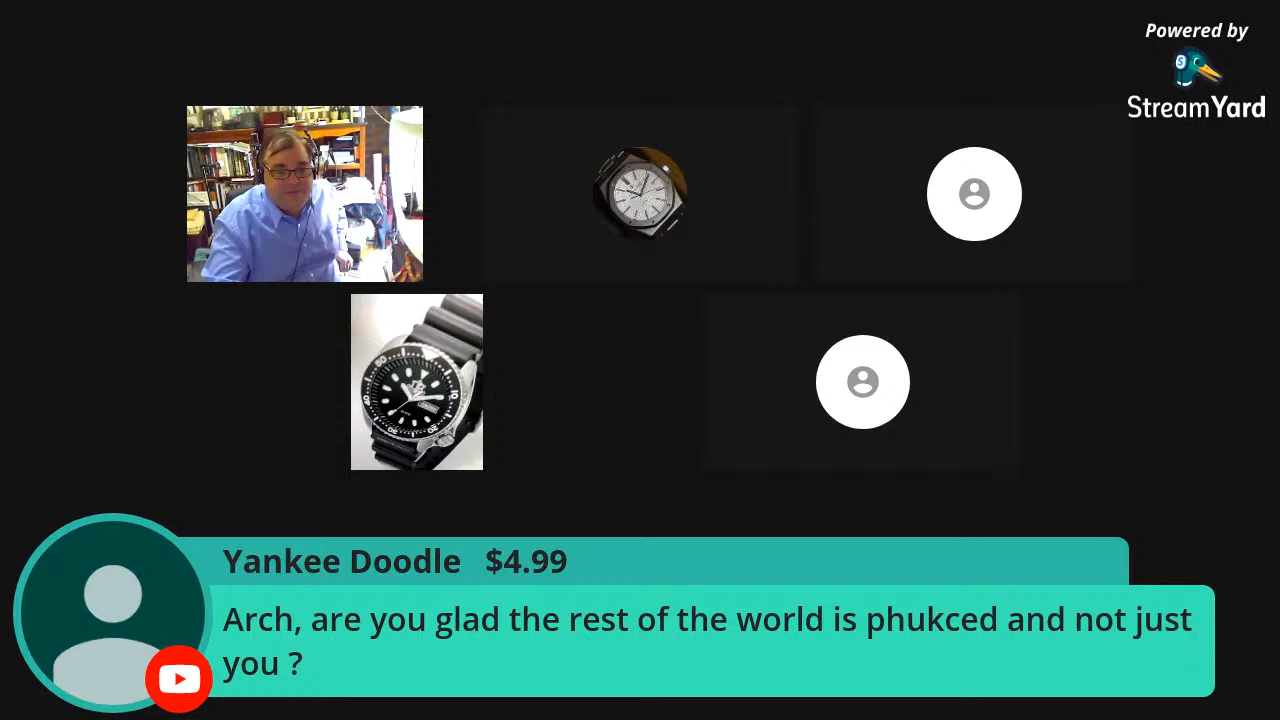 Powered by
StreamYard
Yankee Doodle $4.99
Arch, are you glad the rest of the world is phukced and not just
you ?